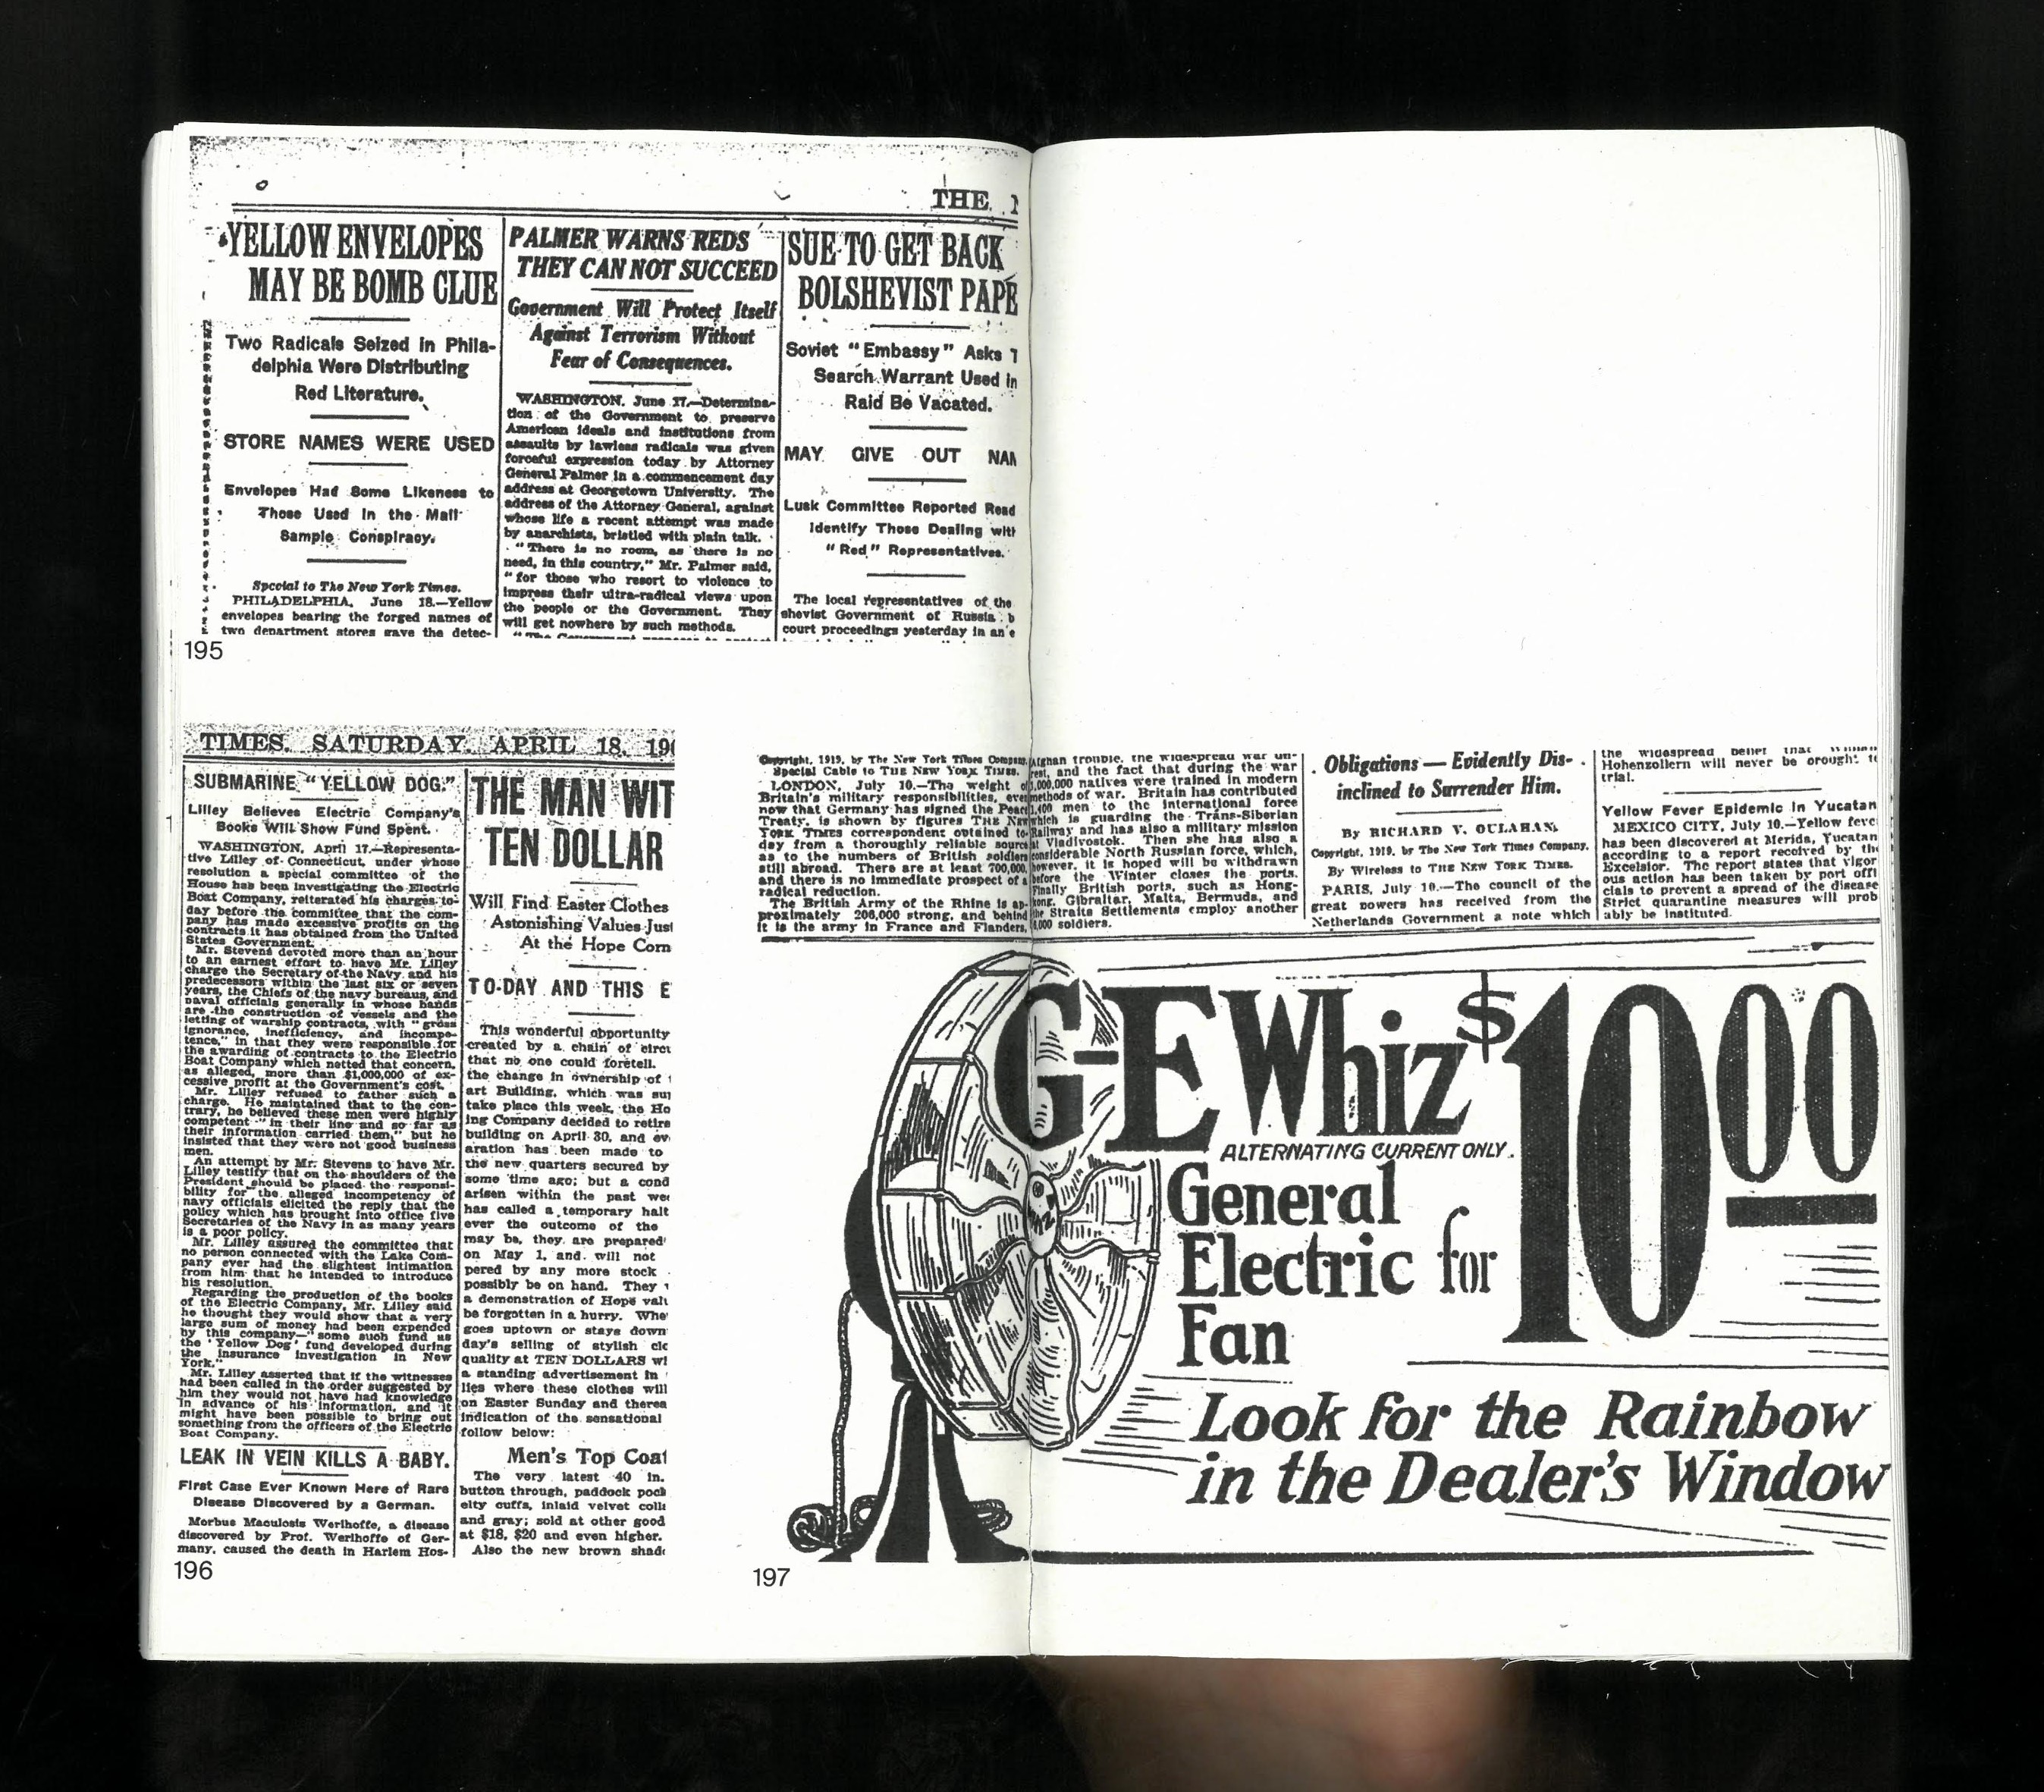 THE
YELLOW ENVELOPES
MAY BE BOMB CLUE
Two Radicals Seized in Phila-
delphia Were Distributing
Red Literature.
STORE NAMES WERE USED
Envelopes Had Some Likeness to
Those Used in the Mail
Sample Conspiracy.
Special to The New York Times.
PHILADELPHIA, June 18.—Yellow
envelopes bearing the forged names of
two department stores gave the detec-
PALMER WARNS REDS
THEY CAN NOT SUCCEED
Government Will Protect Itself
Against Terrorism Without
Fear of Consequences.
WASHINGTON, June 17.—Determina-
tion of the Government to preserve
American ideals and institutions from
assaults by lawless radicals was given
forceful expression today by Attorney
General Palmer in a commencement day
address at Georgetown University. The
address of the Attorney General, against
whose life a recent attempt was made
by anarchists, bristled with plain talk.
"There is no room, as there is no
need, in this country," Mr. Palmer said,
"for those who resort to violence to
impress their ultra-radical views upon
the people or the Government. They
will get nowhere by such methods.
SUE TO GET BACK
BOLSHEVIST PAPE
Soviet "Embassy" Asks T
Search Warrant Used in
Raid Be Vacated.
MAY GIVE OUT NAM
Lusk Committee Reported Read
Identify Those Dealing with
"Red" Representatives.
The local representatives of the
shevist Government of Russia b
court proceedings yesterday in an e
195
TIMES. SATURDAY. APRIL 18. 190
SUBMARINE "YELLOW DOG."
Lilley Believes Electric Company's
Books Will Show Fund Spent.
WASHINGTON, April 17.—Representa-
tive Lilley of Connecticut, under whose
resolution a special committee of the
House has been investigating the Electric
Boat Company, reiterated his charges to-
day before the committee that the com-
pany has made excessive profits on the
contracts it has obtained from the United
States Government.
Mr. Stevens devoted more than an hour
to an earnest effort to have Mr. Lilley
charge the Secretary of the Navy and his
predecessors within the last six or seven
years, the Chiefs of the navy bureaus, and
naval officials generally in whose hands
are the construction of vessels and the
letting of warship contracts, with "gross
ignorance, inefficiency, and incompe-
tence," in that they were responsible for
the awarding of contracts to the Electric
Boat Company which netted that concern,
as alleged, more than $1,000,000 of ex-
cessive profit at the Government's cost.
Mr. Lilley refused to father such a
charge. He maintained that to the con-
trary, he believed these men were highly
competent "in their line and so far as
their information carried them," but he
insisted that they were not good business
men.
An attempt by Mr. Stevens to have Mr.
Lilley testify that on the shoulders of the
President should be placed the responsi-
bility for the alleged incompetency of
navy officials elicited the reply that the
policy which has brought into office five
Secretaries of the Navy in as many years
is a poor policy.
Mr. Lilley assured the committee that
no person connected with the Lake Com-
pany ever had the slightest intimation
from him that he intended to introduce
his resolution.
Regarding the production of the books
of the Electric Company, Mr. Lilley said
he thought they would show that a very
large sum of money had been expended
by this company—"some such fund as
the 'Yellow Dog' fund developed during
the insurance investigation in New
York."
Mr. Lilley asserted that if the witnesses
had been called in the order suggested by
him they would not have had knowledge
in advance of his information, and it
might have been possible to bring out
something from the officers of the Electric
Boat Company.
LEAK IN VEIN KILLS A BABY.
First Case Ever Known Here of Rare
Disease Discovered by a German.
Morbus Maculosis Werlhoffe, a disease
discovered by Prof. Werlhoffe of Ger-
many, caused the death in Harlem Hos-
THE MAN WIT
TEN DOLLAR
Will Find Easter Clothes
Astonishing Values Just
At the Hope Corn
TO-DAY AND THIS E
This wonderful opportunity
created by a chain of circu
that no one could foretell.
the change in ownership of t
art Building, which was sup
take place this week, the Ho
ing Company decided to retire
building on April 30, and ev
aration has been made to
the new quarters secured by
some time ago; but a cond
arisen within the past wee
has called a temporary halt
ever the outcome of the
may be, they are prepared
on May 1, and will not
pered by any more stock
possibly be on hand. They
a demonstration of Hope valu
be forgotten in a hurry. Whe
goes uptown or stays down
day's selling of stylish clo
quality at TEN DOLLARS wi
a standing advertisement in
lies where these clothes will
on Easter Sunday and therea
indication of the sensational
follow below:
Men's Top Coat
The very latest 40 in.
button through, paddock pock
elty cuffs, inlaid velvet colla
and gray; sold at other good
at $18, $20 and even higher.
Also the new brown shade
196
Copyright, 1919, by The New York Times Company.
Special Cable to THE NEW YORK TIMES.
LONDON, July 10.—The weight of
Britain's military responsibilities, even
now that Germany has signed the Peace
Treaty, is shown by figures THE NEW
YORK TIMES correspondent obtained to-
day from a thoroughly reliable source
as to the numbers of British soldiers
still abroad. There are at least 700,000,
and there is no immediate prospect of a
radical reduction.
The British Army of the Rhine is ap-
proximately 206,000 strong, and behind
it is the army in France and Flanders,
Afghan trouble, the widespread war un-
rest, and the fact that during the war
1,000,000 natives were trained in modern
methods of war. Britain has contributed
1,400 men to the international force
which is guarding the Trans-Siberian
Railway and has also a military mission
at Vladivostok. Then she has also a
considerable North Russian force, which,
however, it is hoped will be withdrawn
before the Winter closes the ports.
Finally British ports, such as Hong-
kong, Gibraltar, Malta, Bermuda, and
the Straits Settlements employ another
soldiers.
Obligations — Evidently Dis-
inclined to Surrender Him.
By RICHARD V. OULAHAN.
Copyright, 1919, by The New York Times Company.
By Wireless to THE NEW YORK TIMES.
PARIS, July 10.—The council of the
great powers has received from the
Netherlands Government a note which
the widespread belief that
Hohenzollern will never be brought to
trial.
Yellow Fever Epidemic in Yucatan
MEXICO CITY, July 10.—Yellow feve
has been discovered at Merida, Yucatan
according to a report received by the
Excelsior. The report states that vigor
ous action has been taken by port offi
cials to prevent a spread of the disease
Strict quarantine measures will prob
ably be instituted.
G-E Whiz $10 00
ALTERNATING CURRENT ONLY.
General
Electric for
Fan
Look for the Rainbow
in the Dealer's Window
197